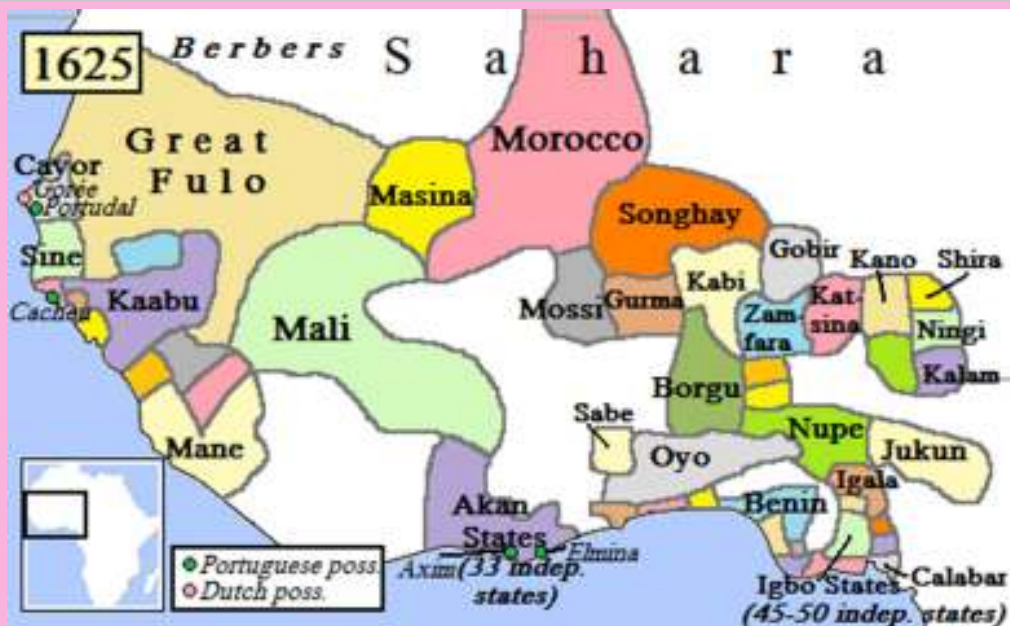 1625
Berbers
Sahara
Great
Fulo
Cayor
Gorée
Portudal
Sine
Cacheu
Kaabu
Masina
Morocco
Mali
Mane
Songhay
Mossi
Gurma
Kabi
Gobir
Kano
Shira
Zam-
fara
Kat-
sina
Ningi
Kalam
Borgu
Sabe
Oyo
Nupe
Jukun
Igala
Benin
Akan
States
Axim
Elmina
(33 indep.
states)
Igbo States
(45-50 indep. states)
Calabar
Portuguese poss.
Dutch poss.